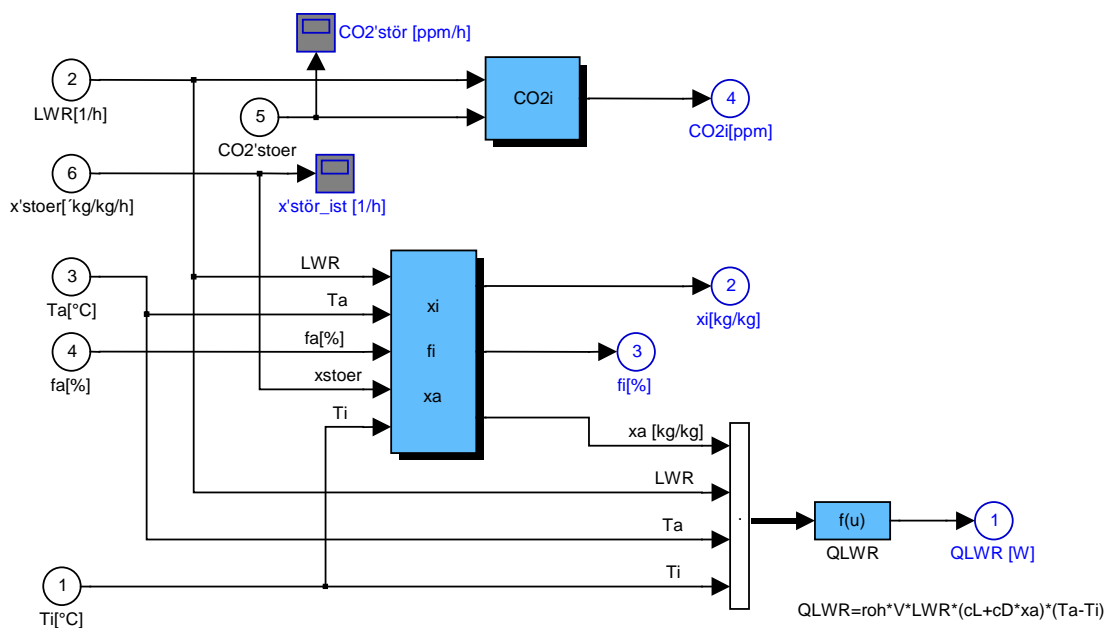 CO2'stör [ppm/h]
2
LWR[1/h]
CO2i
4
CO2i[ppm]
5
CO2'stoer
6
x'stoer[´kg/kg/h]
x'stör_ist [1/h]
3
Ta[°C]
LWR
Ta
xi
2
xi[kg/kg]
4
fa[%]
fa[%]
fi
3
fi[%]
xstoer
xa
Ti
xa [kg/kg]
LWR
Ta
f(u)
QLWR
1
QLWR [W]
1
Ti[°C]
Ti
QLWR=roh*V*LWR*(cL+cD*xa)*(Ta-Ti)